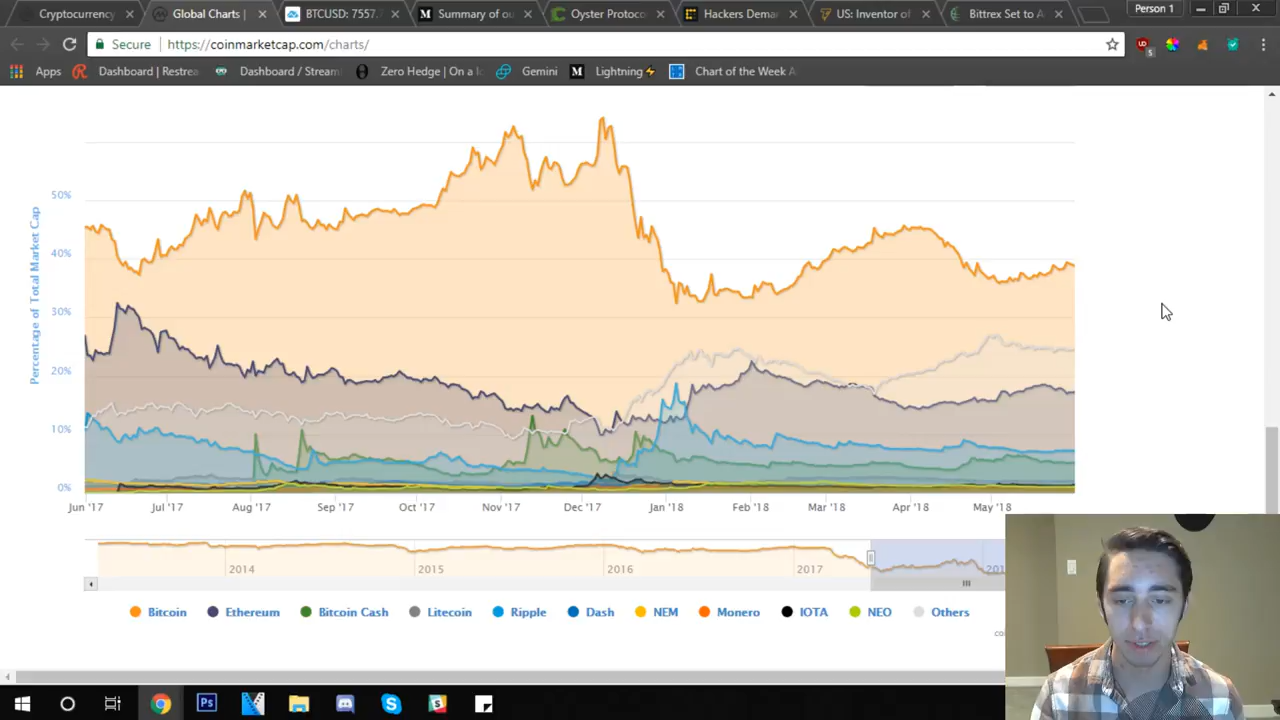 Cryptocurrency
Global Charts |
BTCUSD: 7557.
Summary of ou
Oyster Protoco
Hackers Dema
US: Inventor of
Bittrex Set to A
Person 1
Secure
https://coinmarketcap.com/charts/
5
Apps
Dashboard | Restrea
Dashboard / Stream
Zero Hedge | On a l
Gemini
Lightning⚡
Chart of the Week A
Percentage of Total Market Cap
50%
40%
30%
20%
10%
0%
Jun '17
Jul '17
Aug '17
Sep '17
Oct '17
Nov '17
Dec '17
Jan '18
Feb '18
Mar '18
Apr '18
May '18
2014
2015
2016
2017
Bitcoin
Ethereum
Bitcoin Cash
Litecoin
Ripple
Dash
NEM
Monero
IOTA
NEO
Others